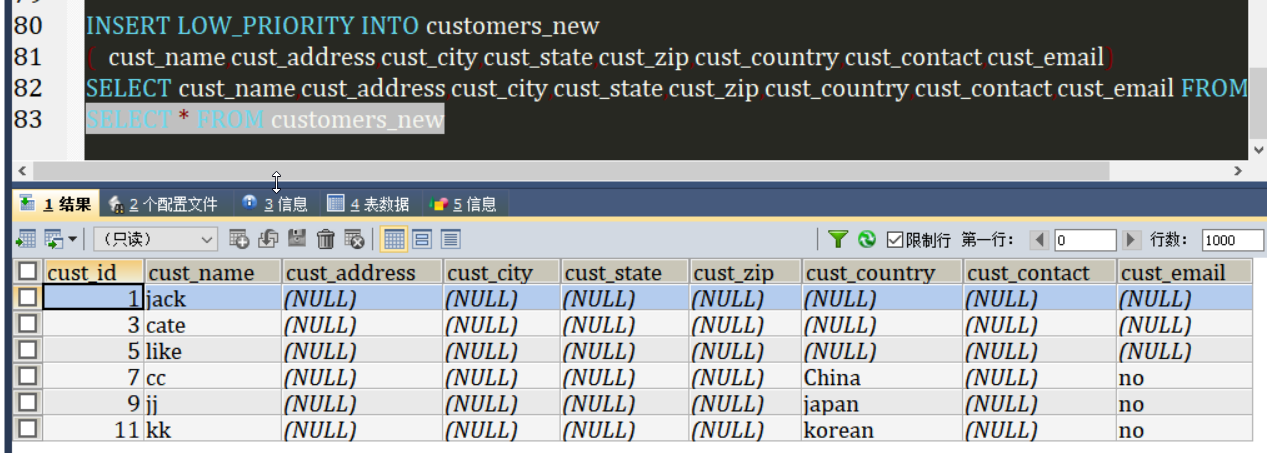 79
80 INSERT LOW_PRIORITY INTO customers_new
81 ( cust_name,cust_address,cust_city,cust_state,cust_zip,cust_country,cust_contact,cust_email)
82 SELECT cust_name,cust_address,cust_city,cust_state,cust_zip,cust_country,cust_contact,cust_email FROM
83 SELECT * FROM customers_new
1 结果 2 个配置文件 3 信息 4 表数据 5 信息
(只读) 限制行 第一行: 0 行数: 1000
cust_id cust_name cust_address cust_city cust_state cust_zip cust_country cust_contact cust_email
1 jack (NULL) (NULL) (NULL) (NULL) (NULL) (NULL) (NULL)
3 cate (NULL) (NULL) (NULL) (NULL) (NULL) (NULL) (NULL)
5 like (NULL) (NULL) (NULL) (NULL) (NULL) (NULL) (NULL)
7 cc (NULL) (NULL) (NULL) (NULL) China (NULL) no
9 jj (NULL) (NULL) (NULL) (NULL) japan (NULL) no
11 kk (NULL) (NULL) (NULL) (NULL) korean (NULL) no